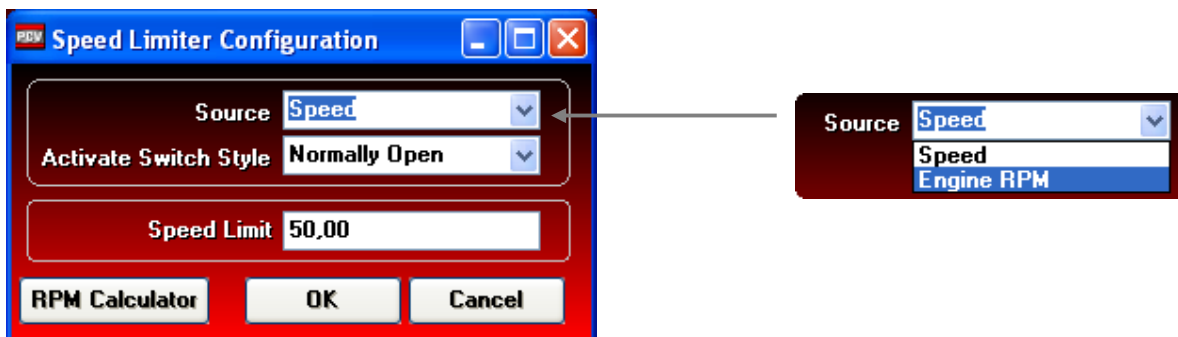 PCV Speed Limiter Configuration
Source Speed
Activate Switch Style Normally Open
Speed Limit 50,00
RPM Calculator OK Cancel
Source Speed
Speed
Engine RPM